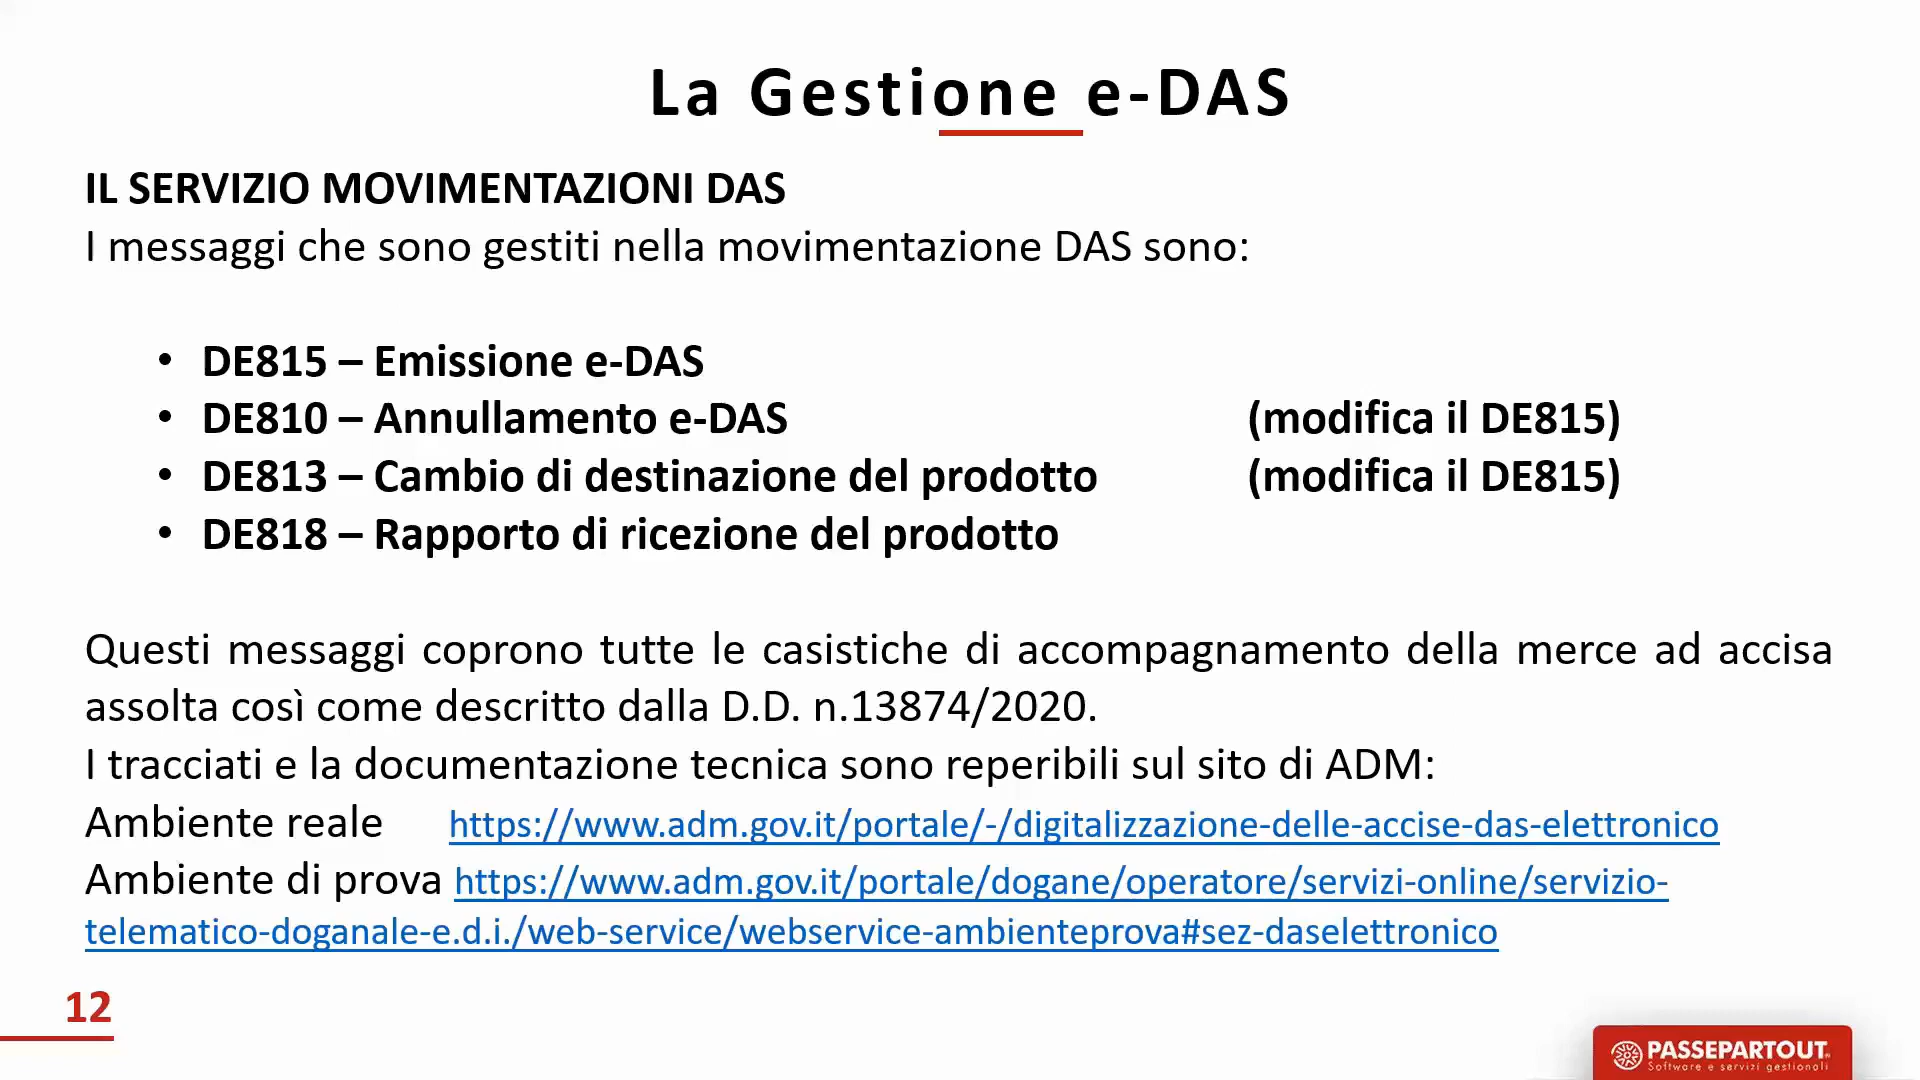 La Gestione e-DAS
IL SERVIZIO MOVIMENTAZIONI DAS
I messaggi che sono gestiti nella movimentazione DAS sono:
• DE815 – Emissione e-DAS
• DE810 – Annullamento e-DAS (modifica il DE815)
• DE813 – Cambio di destinazione del prodotto (modifica il DE815)
• DE818 – Rapporto di ricezione del prodotto
Questi messaggi coprono tutte le casistiche di accompagnamento della merce ad accisa
assolta così come descritto dalla D.D. n.13874/2020.
I tracciati e la documentazione tecnica sono reperibili sul sito di ADM:
Ambiente reale https://www.adm.gov.it/portale/-/digitalizzazione-delle-accise-das-elettronico
Ambiente di prova https://www.adm.gov.it/portale/dogane/operatore/servizi-online/servizio-
telematico-doganale-e.d.i./web-service/webservice-ambienteprova#sez-daselettronico
12
PASSEPARTOUT
Software e servizi gestionali